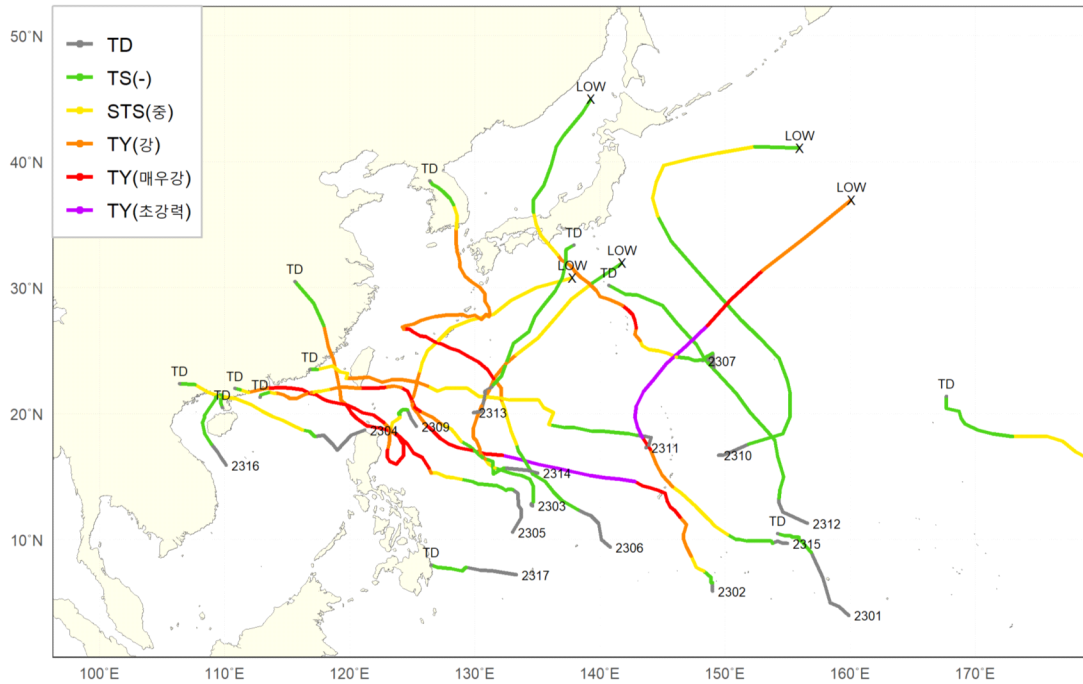 TD
TS(-)
STS(중)
TY(강)
TY(매우강)
TY(초강력)
50°N
40°N
30°N
20°N
10°N
LOW
LOW
TD
LOW
TD
LOW
LOW
TD
TD
TD
2307
TD
TD
TD
TD
TD
2313
2304
2309
2311
2310
2316
2314
2303
2305
2306
2312
TD
2315
TD
2317
2302
2301
100°E
110°E
120°E
130°E
140°E
150°E
160°E
170°E